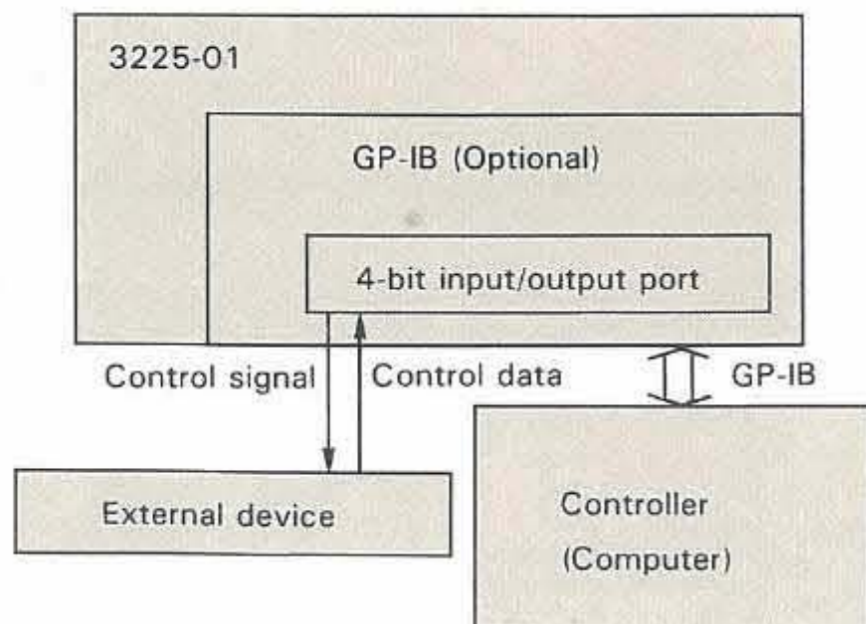 3225-01
GP-IB (Optional)
4-bit input/output port
Control signal
Control data
GP-IB
External device
Controller
(Computer)